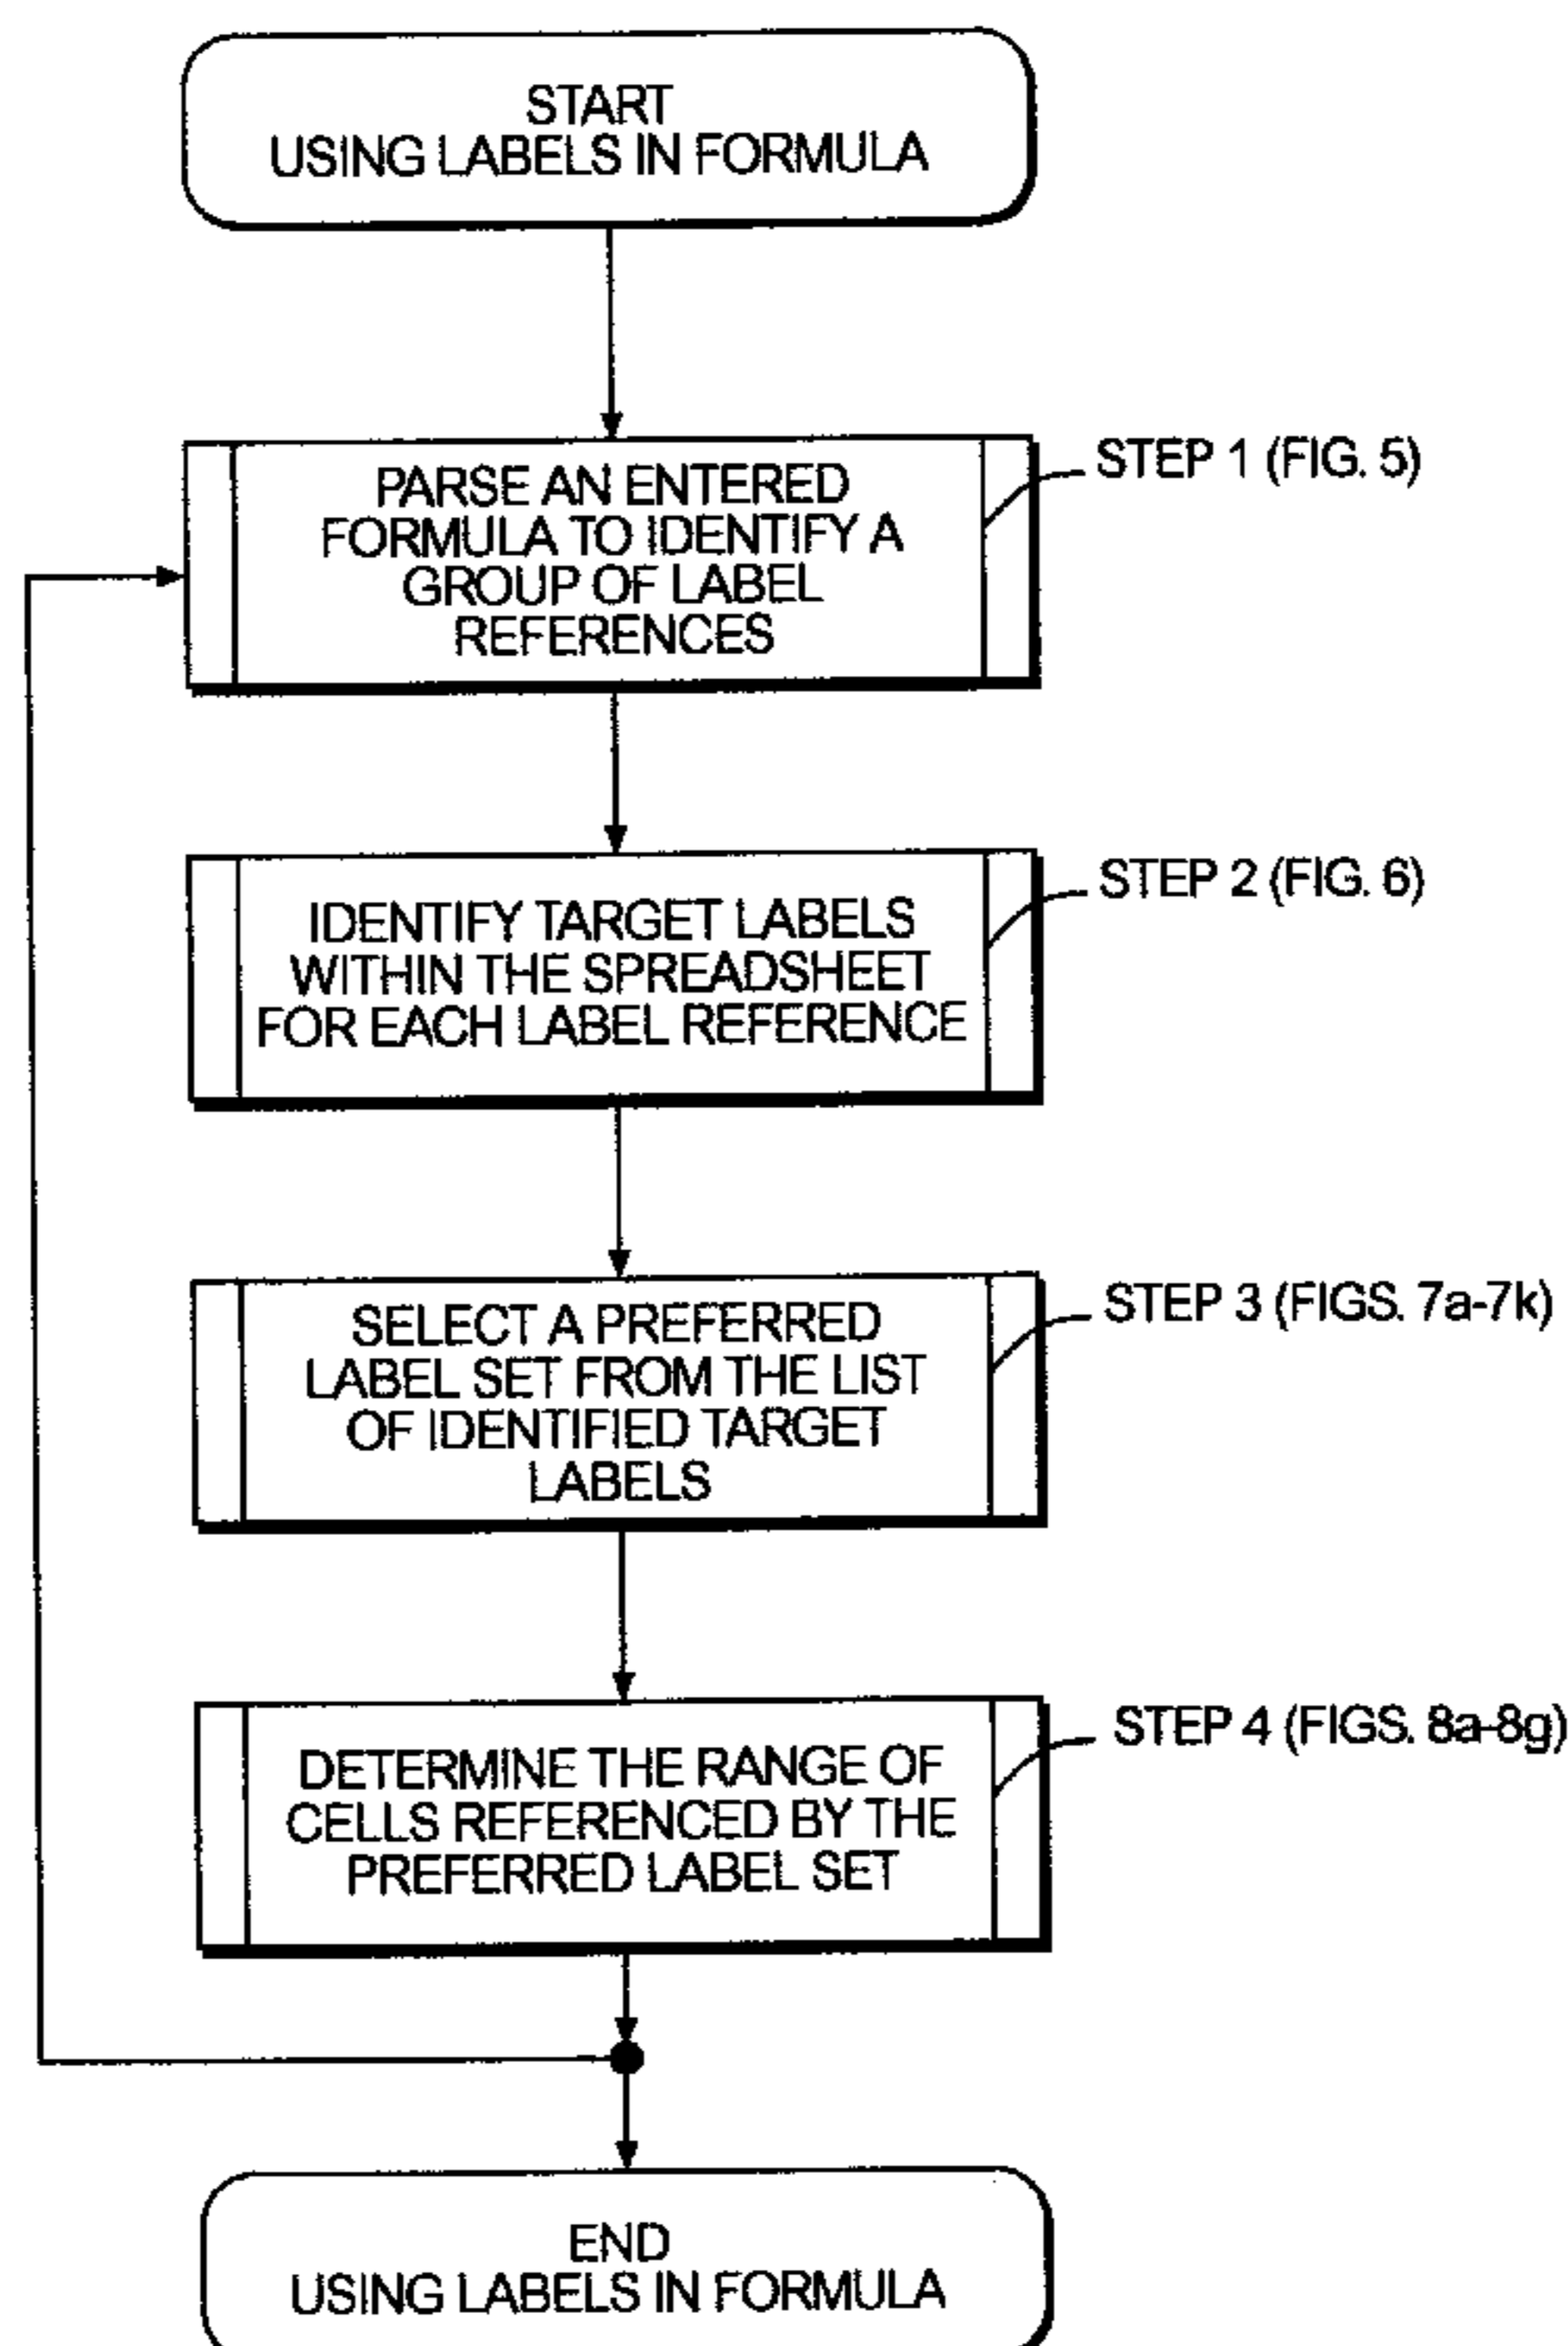 START
USING LABELS IN FORMULA
PARSE AN ENTERED
FORMULA TO IDENTIFY A
GROUP OF LABEL
REFERENCES
STEP 1 (FIG. 5)
IDENTIFY TARGET LABELS
WITHIN THE SPREADSHEET
FOR EACH LABEL REFERENCE
STEP 2 (FIG. 6)
SELECT A PREFERRED
LABEL SET FROM THE LIST
OF IDENTIFIED TARGET
LABELS
STEP 3 (FIGS. 7a-7k)
DETERMINE THE RANGE OF
CELLS REFERENCED BY THE
PREFERRED LABEL SET
STEP 4 (FIGS. 8a-8g)
END
USING LABELS IN FORMULA